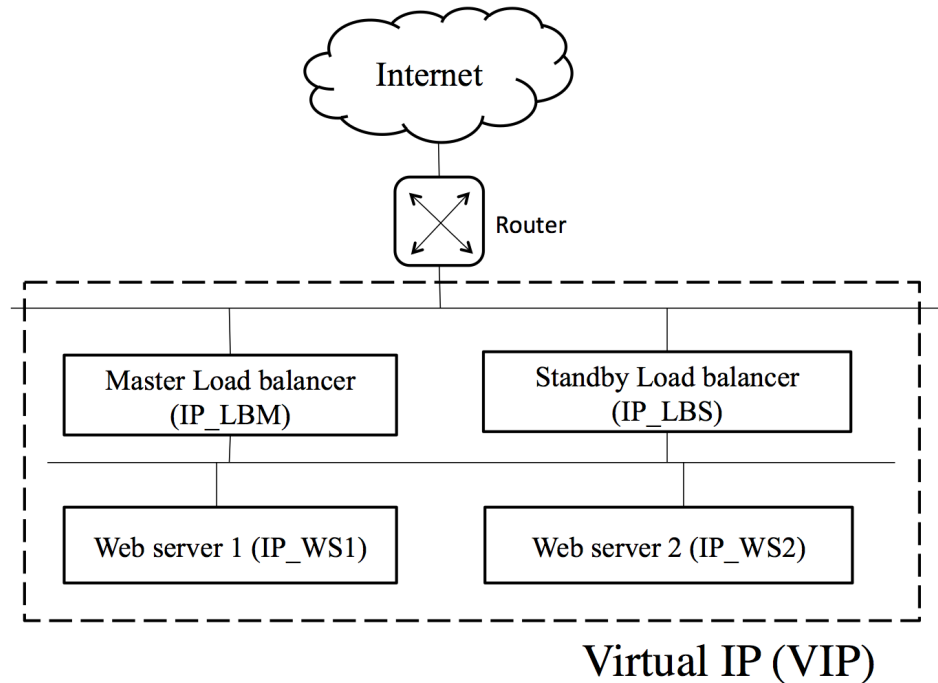 Internet
Router
Master Load balancer
(IP_LBM)
Standby Load balancer
(IP_LBS)
Web server 1 (IP_WS1)
Web server 2 (IP_WS2)
Virtual IP (VIP)